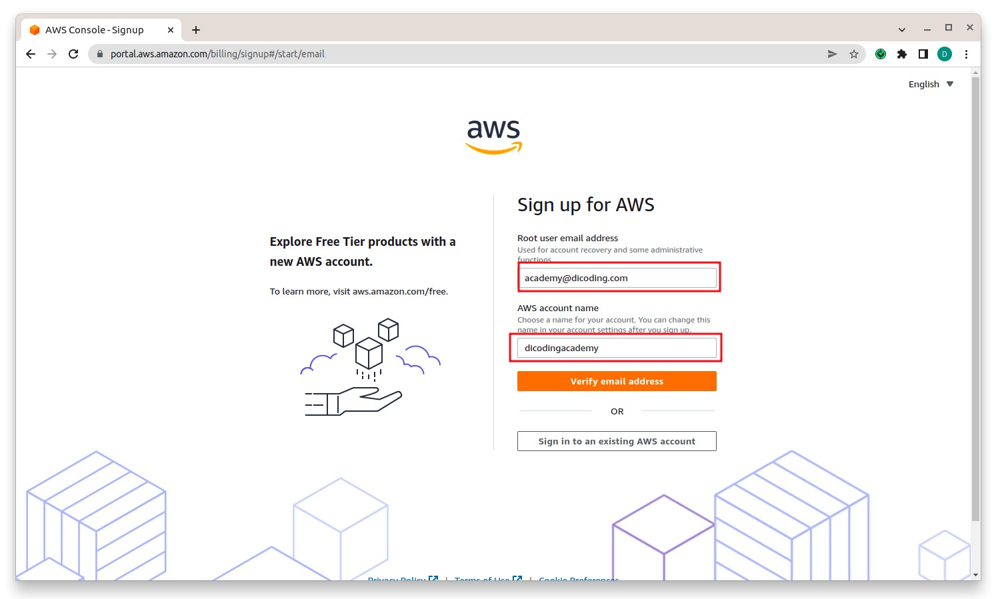 AWS Console - Signup
portal.aws.amazon.com/billing/signup#/start/email
D
English
aws
Explore Free Tier products with a
new AWS account.
To learn more, visit aws.amazon.com/free.
Sign up for AWS
Root user email address
Used for account recovery and some administrative
functions
academy@dicoding.com
AWS account name
Choose a name for your account. You can change this
name in your account settings after you sign up.
dicodingacademy
Verify email address
OR
Sign in to an existing AWS account
Privacy Policy | Terms of Use | Cookie Preferences